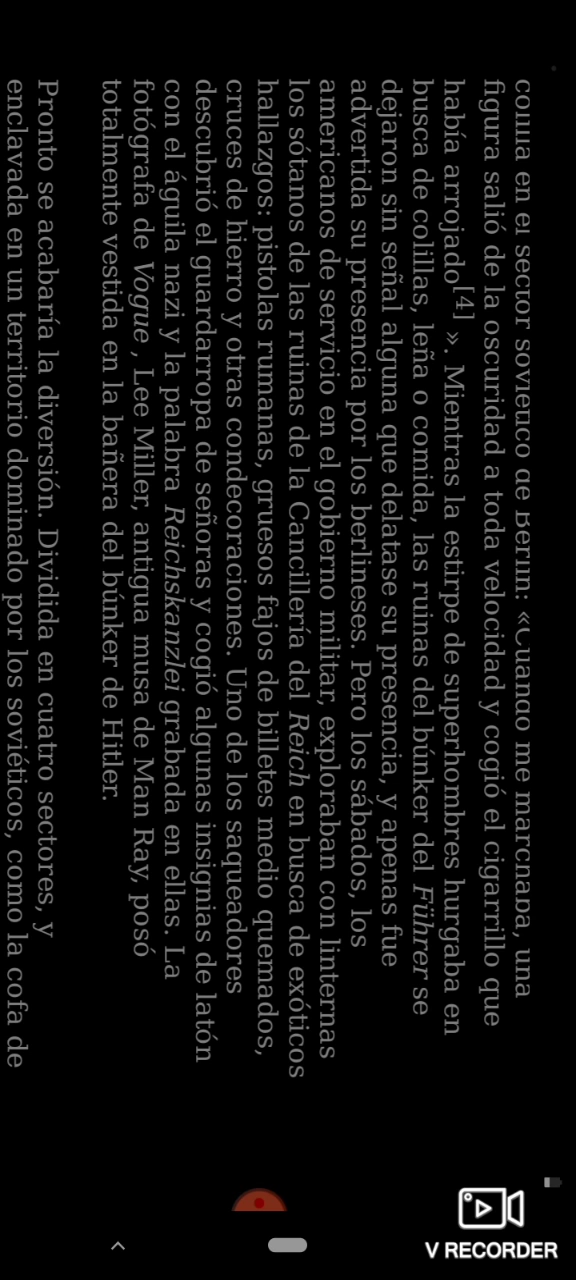 colilla en el sector soviético de Berlín: «Cuando me marchaba, una
figura salió de la oscuridad a toda velocidad y cogió el cigarrillo que
había arrojado[4] ». Mientras la estirpe de superhombres hurgaba en
busca de colillas, leña o comida, las ruinas del búnker del Führer se
dejaron sin señal alguna que delatase su presencia, y apenas fue
advertida su presencia por los berlineses. Pero los sábados, los
americanos de servicio en el gobierno militar, exploraban con linternas
los sótanos de las ruinas de la Cancillería del Reich en busca de exóticos
hallazgos: pistolas rumanas, gruesos fajos de billetes medio quemados,
cruces de hierro y otras condecoraciones. Uno de los saqueadores
descubrió el guardarropa de señoras y cogió algunas insignias de latón
con el águila nazi y la palabra Reichskanzlei grabada en ellas. La
fotógrafa de Vogue , Lee Miller, antigua musa de Man Ray, posó
totalmente vestida en la bañera del búnker de Hitler.
Pronto se acabaría la diversión. Dividida en cuatro sectores, y
enclavada en un territorio dominado por los soviéticos, como la cofa de
V RECORDER